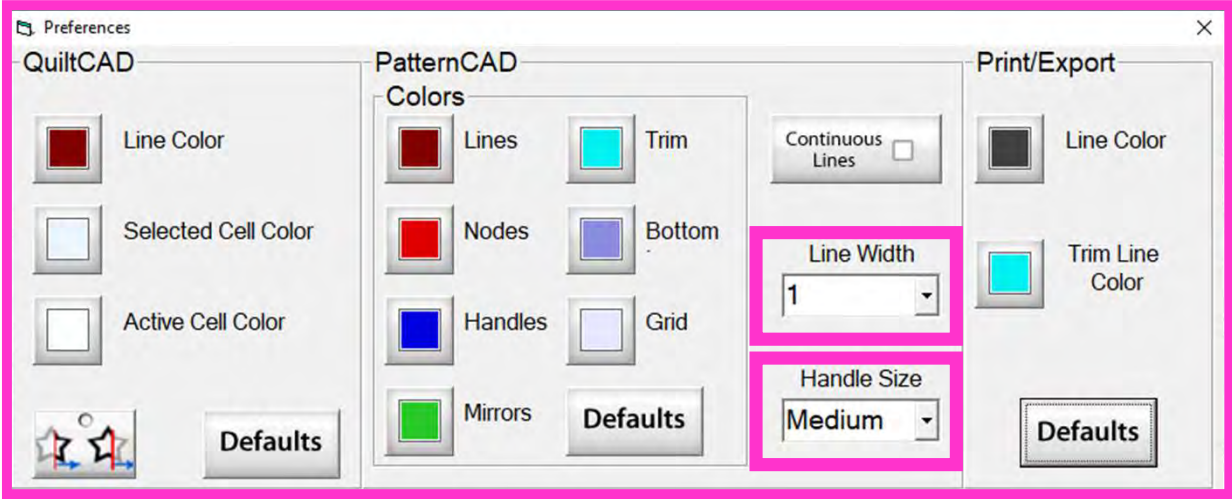 Preferences
QuiltCAD
Line Color
Selected Cell Color
Active Cell Color
Defaults
PatternCAD
Colors
Lines
Trim
Nodes
Bottom
Handles
Grid
Mirrors
Defaults
Continuous
Lines
Line Width
1
Handle Size
Medium
Print/Export
Line Color
Trim Line
Color
Defaults